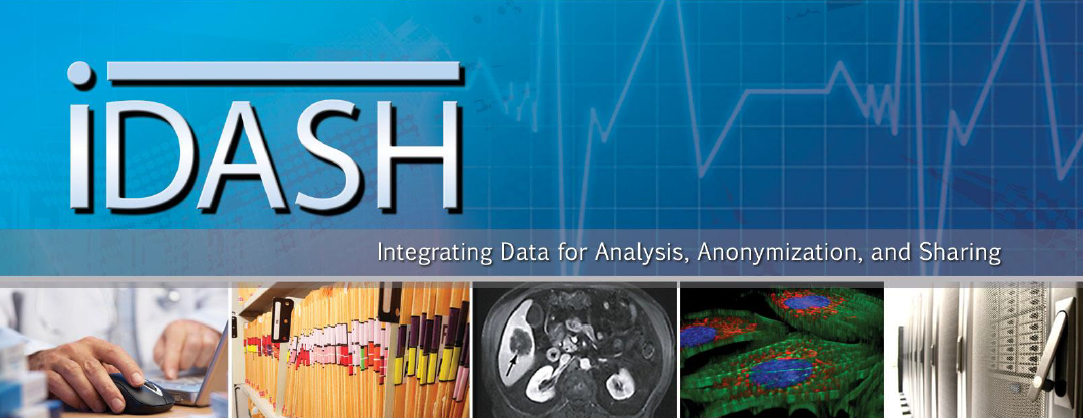 iDASH
Integrating Data for Analysis, Anonymization, and Sharing